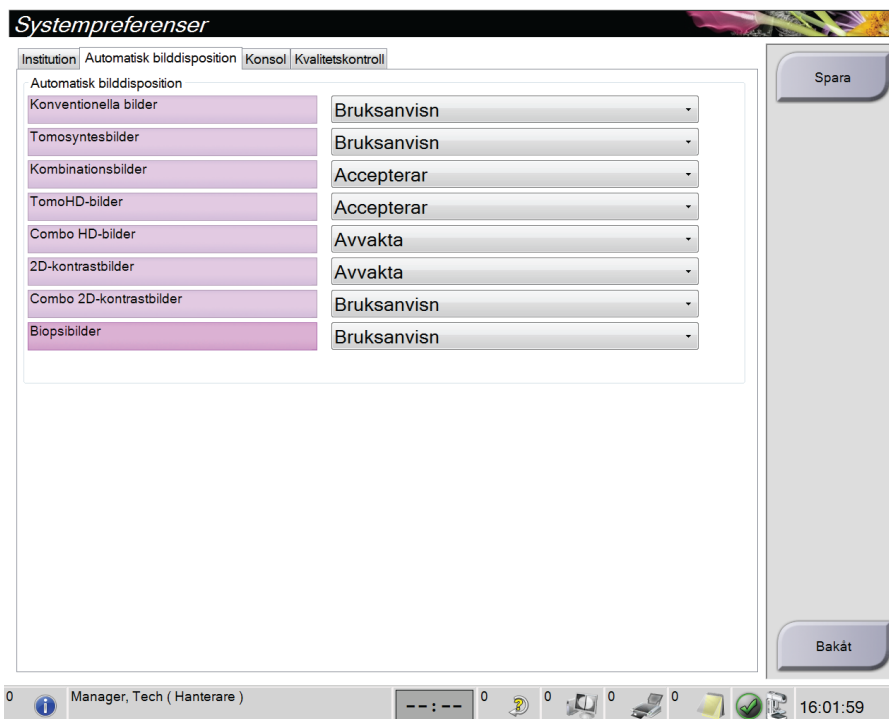 Systempreferenser
Institution Automatisk bilddisposition Konsol Kvalitetskontroll
Spara
Automatisk bilddisposition
Konventionella bilder Bruksanvisn
Tomosyntesbilder Bruksanvisn
Kombinationsbilder Accepterar
TomoHD-bilder Accepterar
Combo HD-bilder Avvakta
2D-kontrastbilder Avvakta
Combo 2D-kontrastbilder Bruksanvisn
Biopsibilder Bruksanvisn
Bakåt
0 Manager, Tech ( Hanterare ) --:-- 0 0 0 0 16:01:59